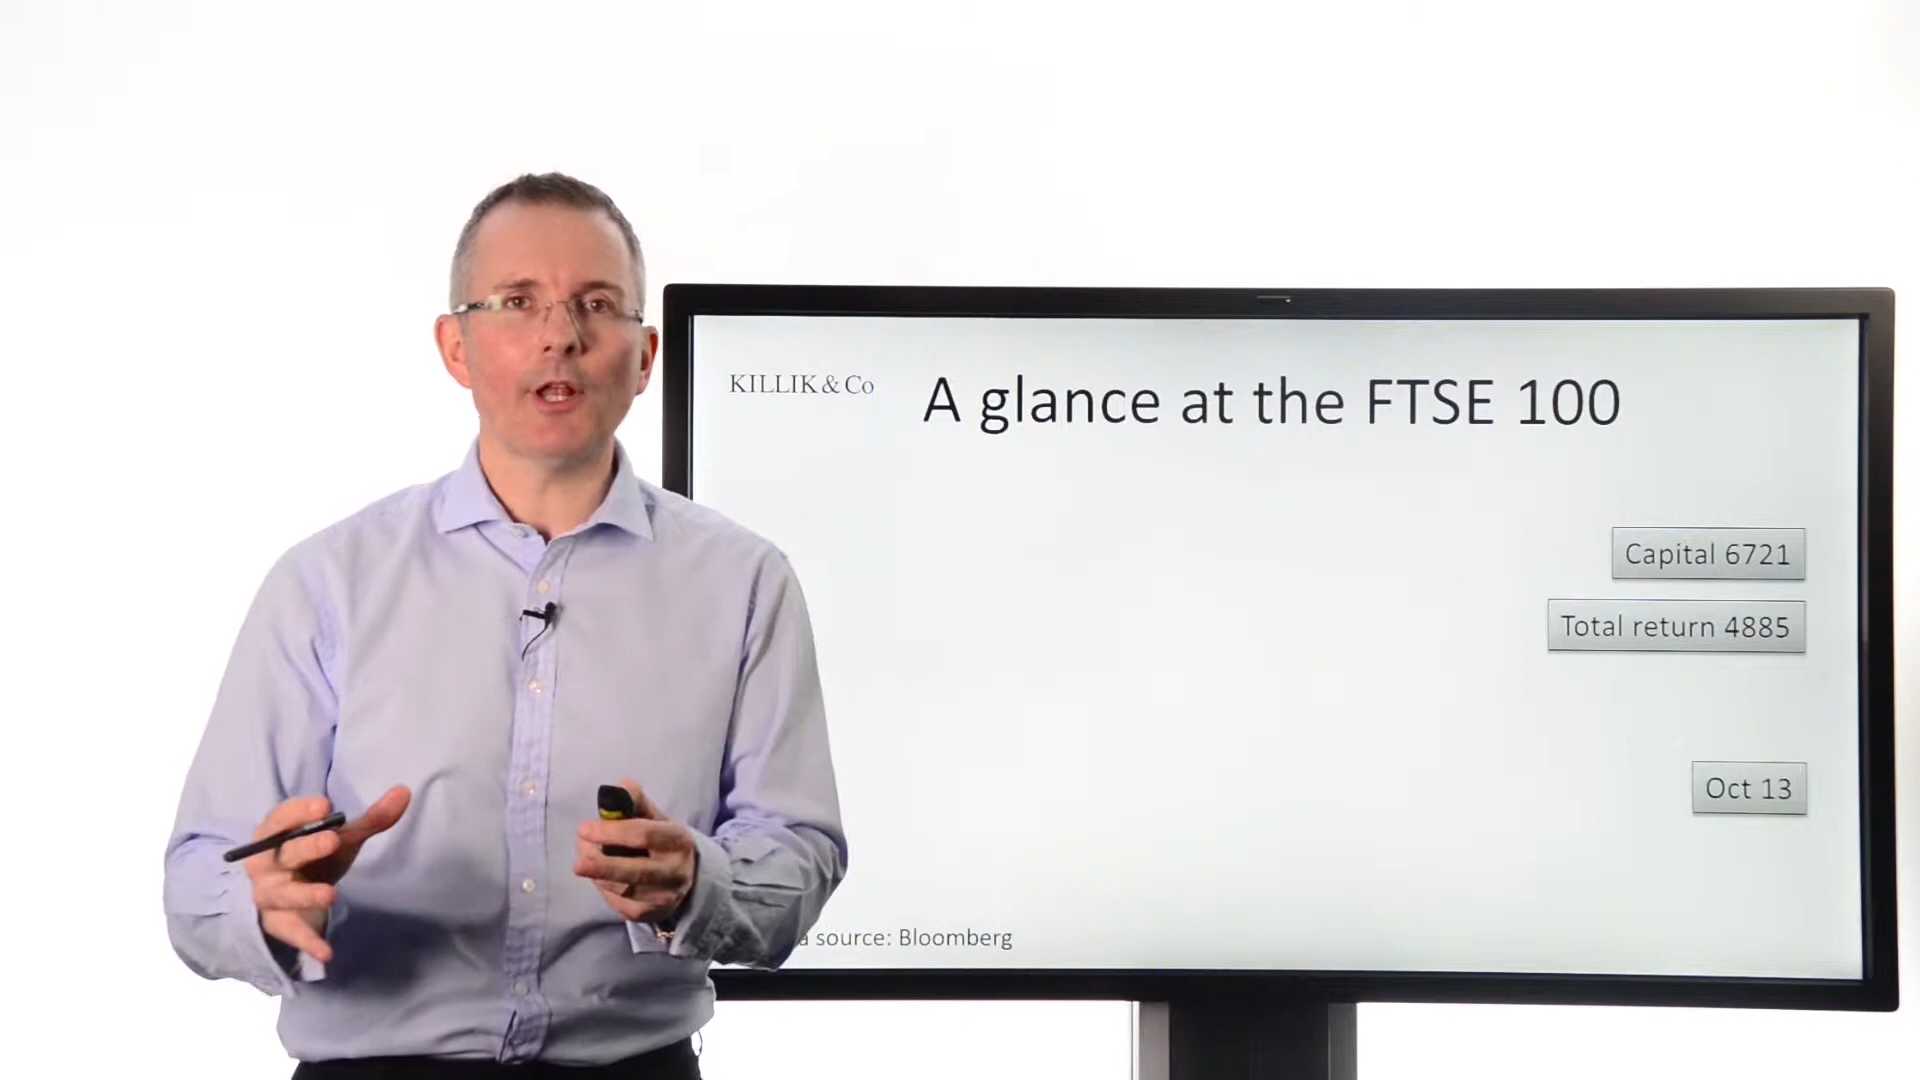 KILLIK & Co
A glance at the FTSE 100
Capital 6721
Total return 4885
Oct 13
source: Bloomberg